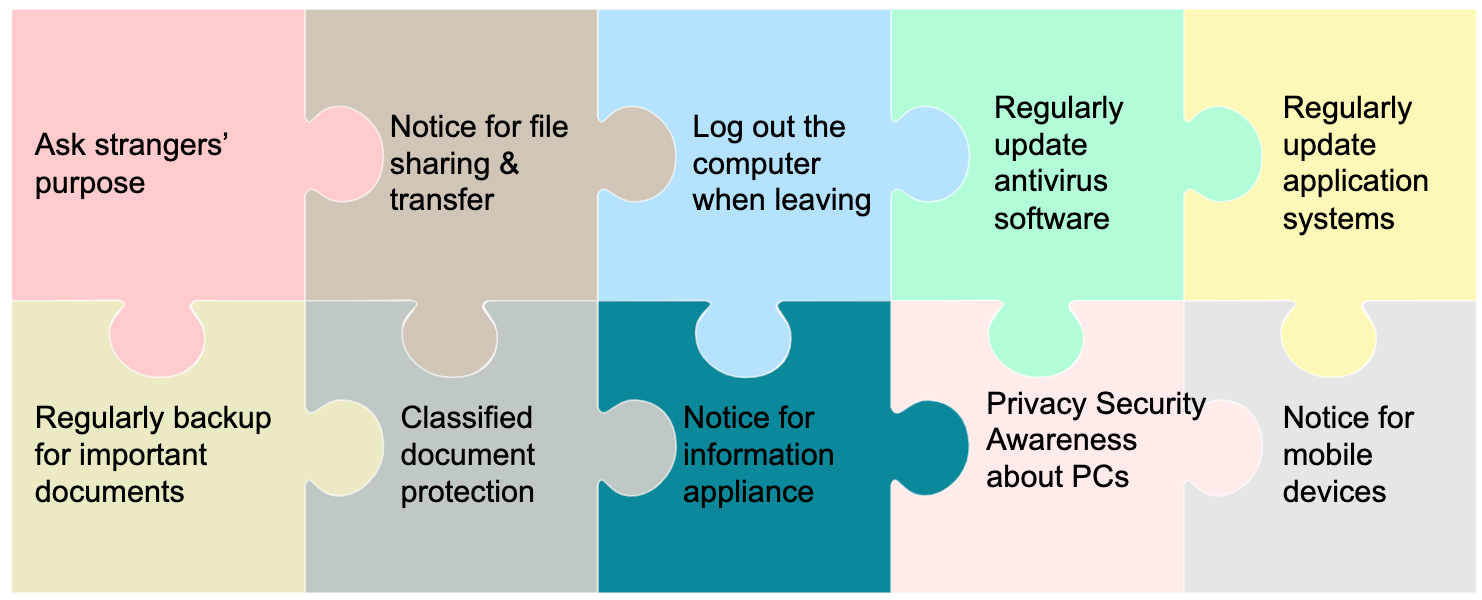 Ask strangers’
purpose
Notice for file
sharing &
transfer
Log out the
computer
when leaving
Regularly
update
antivirus
software
Regularly
update
application
systems
Regularly backup
for important
documents
Classified
document
protection
Notice for
information
appliance
Privacy Security
Awareness
about PCs
Notice for
mobile
devices